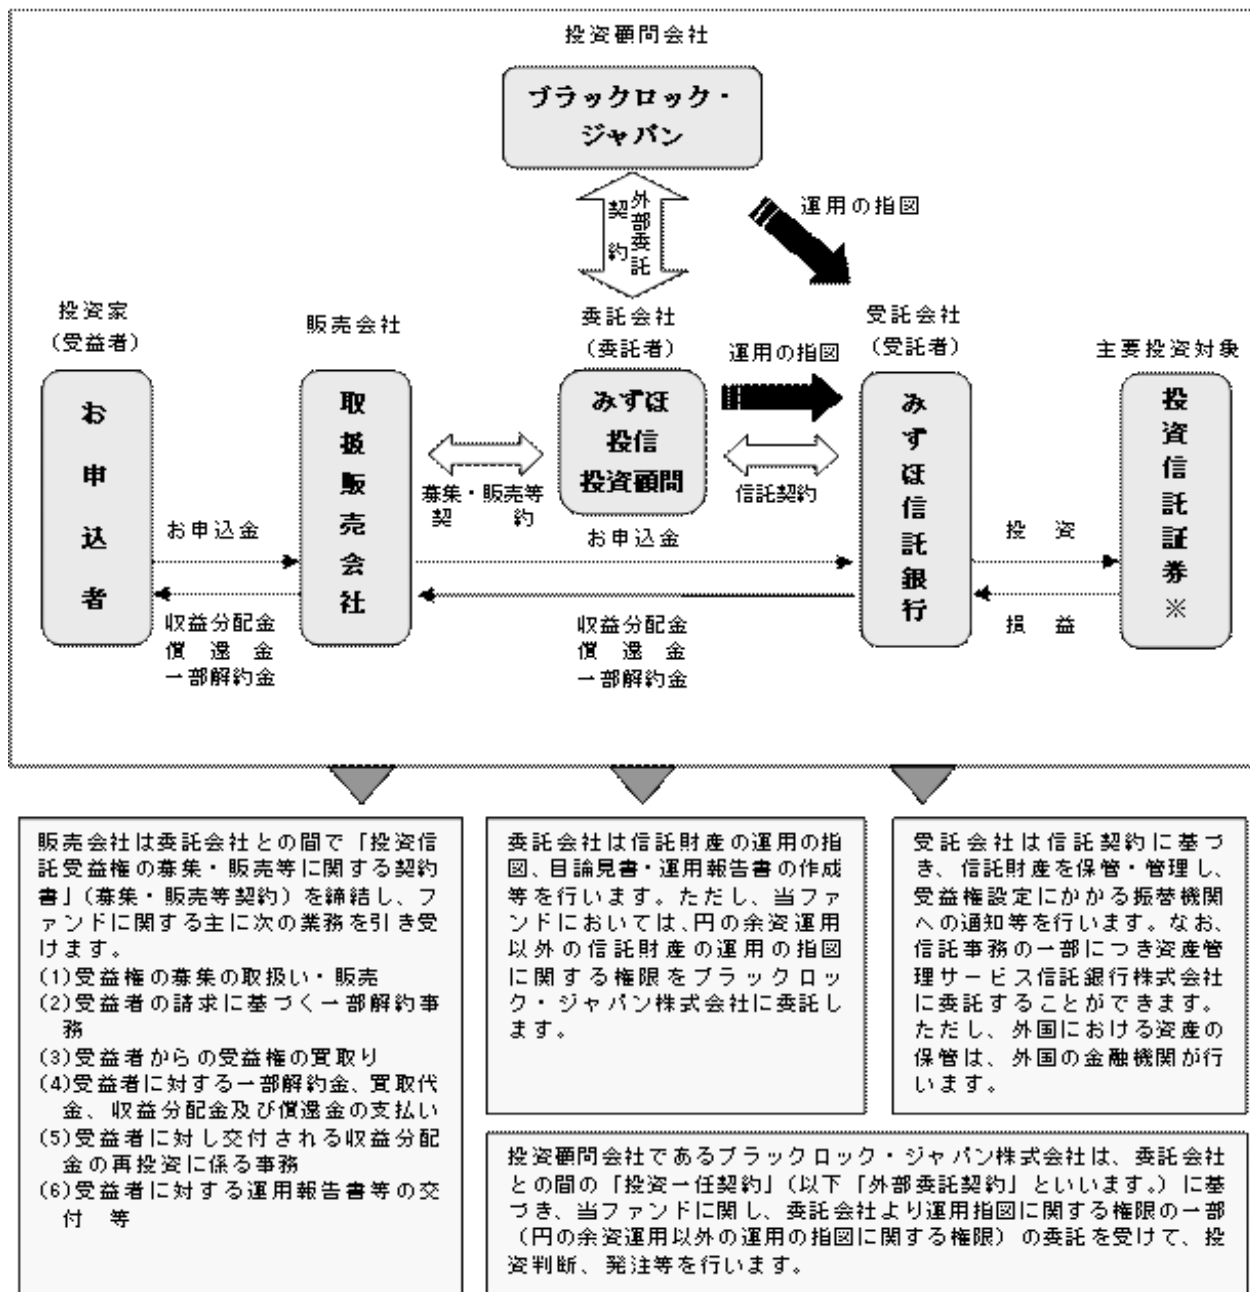 投資顧問会社
ブラックロック・
ジャパン
外部委託
契約
運用の指図
投資家
(受益者)
販売会社
委託会社
(委託者)
運用の指図
受託会社
(受託者)
主要投資対象
お申込者
取扱販売会社
みずほ
投信
投資顧問
みずほ信託銀行
投資信託証券※
募集・販売等
契 約
信託契約
お申込金
お申込金
投 資
収益分配金
償 還 金
一部解約金
収益分配金
償 還 金
一部解約金
損 益
販売会社は委託会社との間で「投資信
託受益権の募集・販売等に関する契約
書」(募集・販売等契約)を締結し、フ
ァンドに関する主に次の業務を引き受
けます。
(1)受益権の募集の取扱い・販売
(2)受益者の請求に基づく一部解約事
務
(3)受益者からの受益権の買取り
(4)受益者に対する一部解約金、買取代
金、収益分配金及び償還金の支払い
(5)受益者に対し交付される収益分配
金の再投資に係る事務
(6)受益者に対する運用報告書等の交
付 等
委託会社は信託財産の運用の指
図、目論見書・運用報告書の作成
等を行います。ただし、当ファ
ンドにおいては、円の余資運用
以外の信託財産の運用の指図
に関する権限をブラックロッ
ク・ジャパン株式会社に委託し
ます。
受託会社は信託契約に基づ
き、信託財産を保管・管理し、
受益権設定にかかる振替機関
への通知等を行います。なお、
信託事務の一部につき資産管
理サービス信託銀行株式会社
に委託することができます。
ただし、外国における資産の
保管は、外国の金融機関が行
います。
投資顧問会社であるブラックロック・ジャパン株式会社は、委託会社
との間の「投資一任契約」(以下「外部委託契約」といいます。)に基
づき、当ファンドに関し、委託会社より運用指図に関する権限の一部
(円の余資運用以外の運用の指図に関する権限)の委託を受けて、投
資判断、発注等を行います。